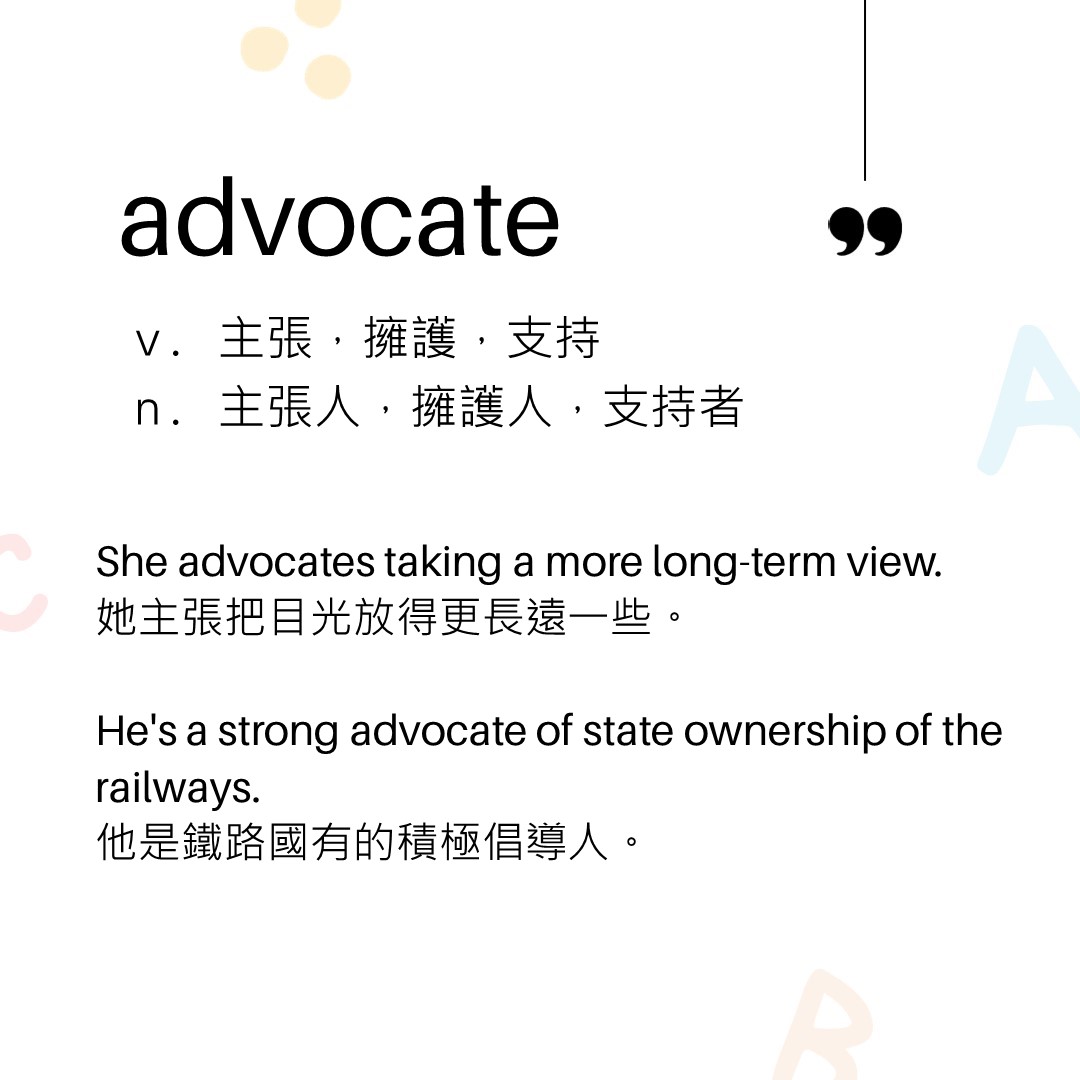 advocate
”
v. 主張，擁護，支持
n. 主張人，擁護人，支持者
A
C
She advocates taking a more long-term view.
她主張把目光放得更長遠一些。
He's a strong advocate of state ownership of the
railways.
他是鐵路國有的積極倡導人。
B